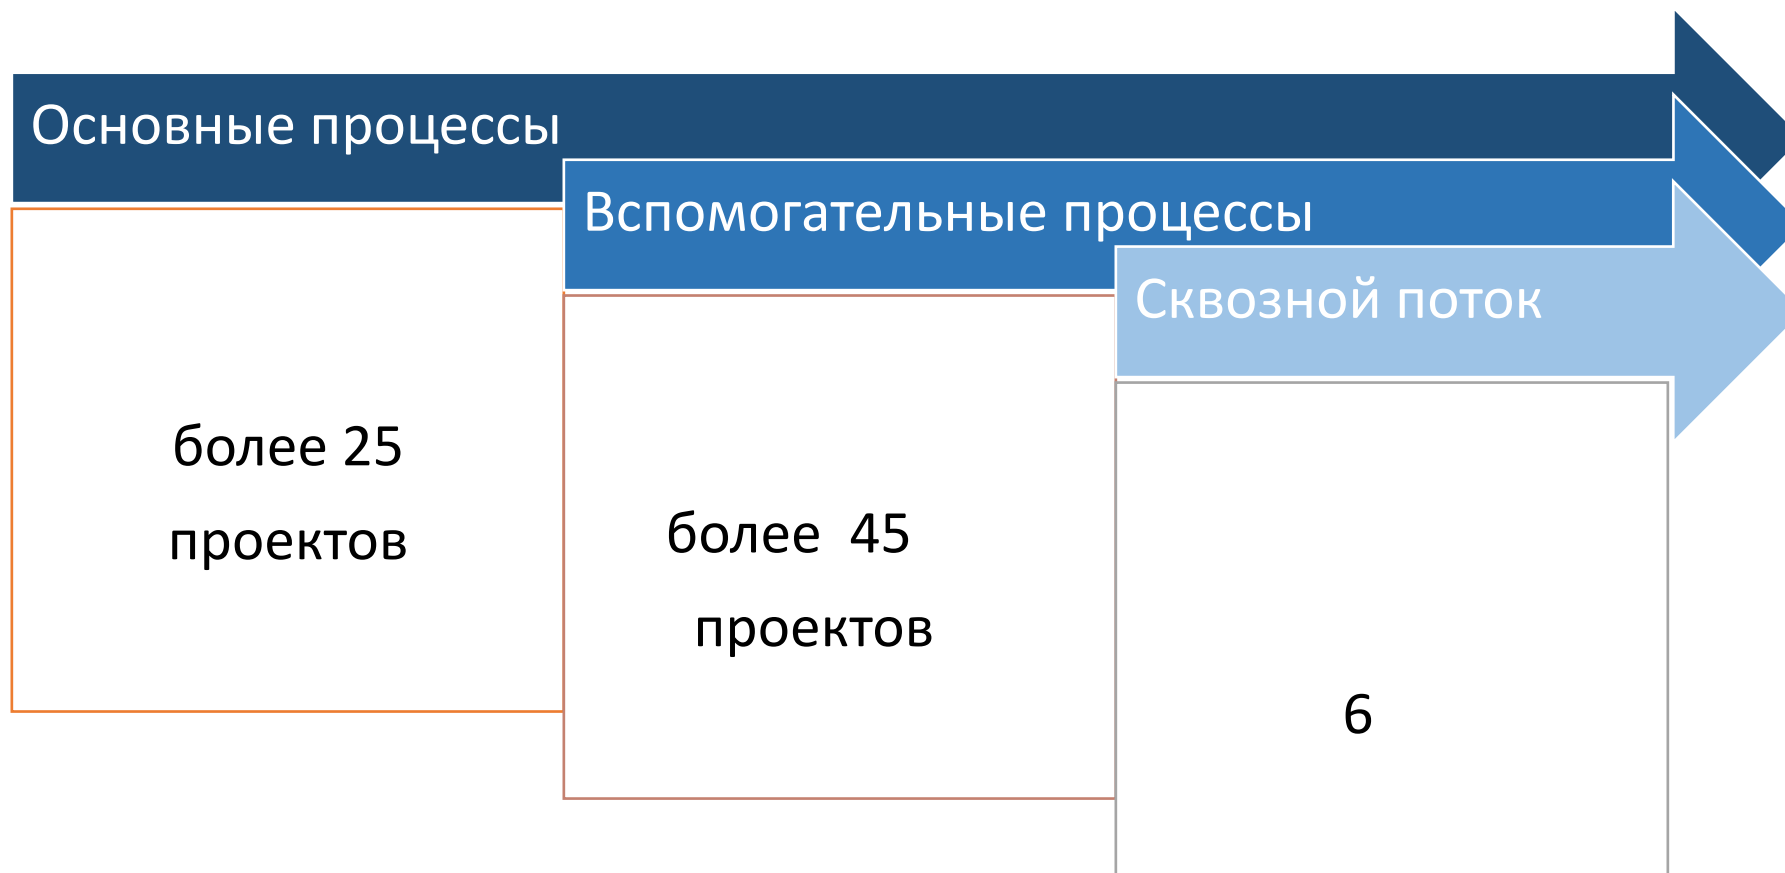 Основные процессы
Вспомогательные процессы
Сквозной поток
более 25
проектов
более 45
проектов
6